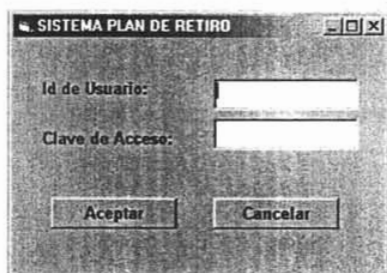 SISTEMA PLAN DE RETIRO
Id de Usuario:
Clave de Acceso:
Aceptar Cancelar